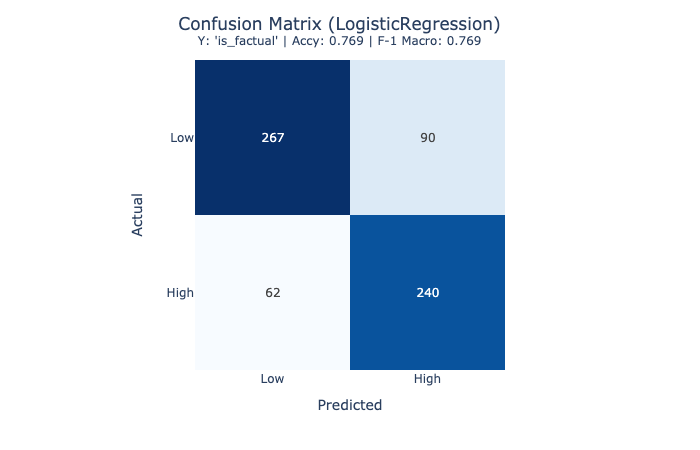 Confusion Matrix (LogisticRegression)
Y: 'is_factual' | Accy: 0.769 | F-1 Macro: 0.769
Low
267
90
Actual
High
62
240
Low
High
Predicted